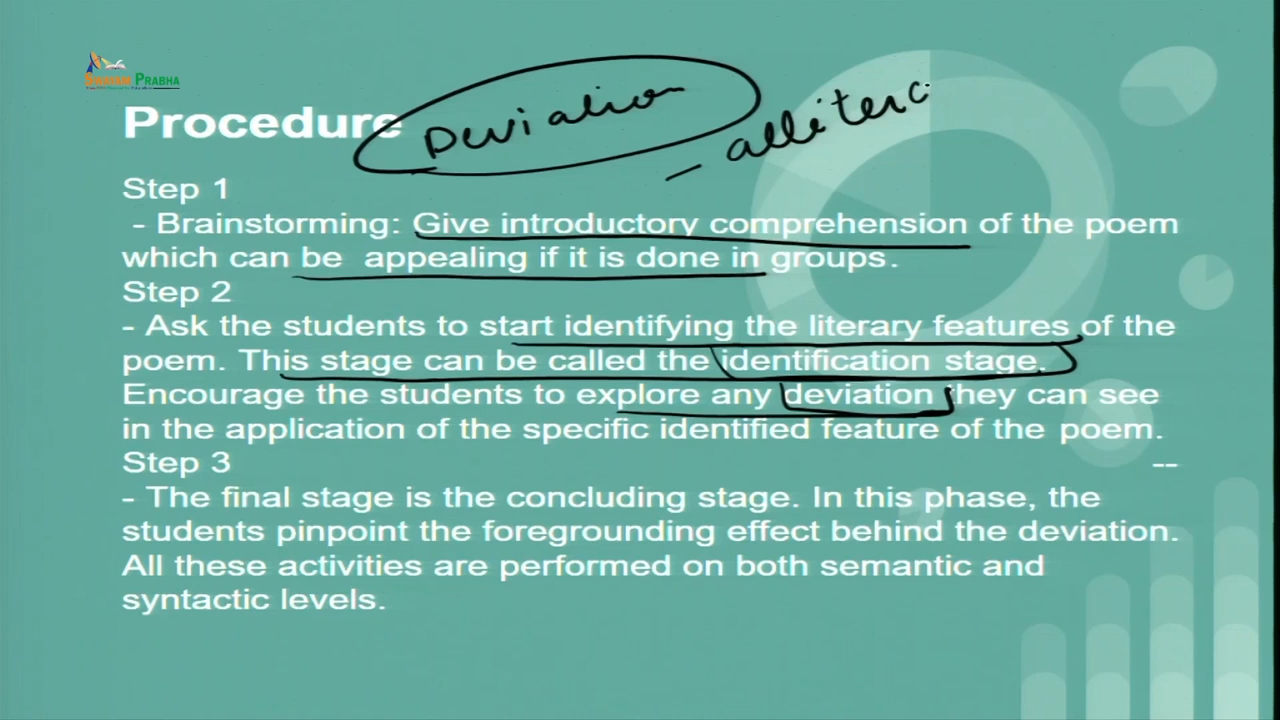 SWAYAM PRABHA
Deviation
- allitera
Procedure
Step 1
- Brainstorming: Give introductory comprehension of the poem
which can be appealing if it is done in groups.
Step 2
- Ask the students to start identifying the literary features of the
poem. This stage can be called the identification stage.
Encourage the students to explore any deviation they can see
in the application of the specific identified feature of the poem.
Step 3 --
- The final stage is the concluding stage. In this phase, the
students pinpoint the foregrounding effect behind the deviation.
All these activities are performed on both semantic and
syntactic levels.